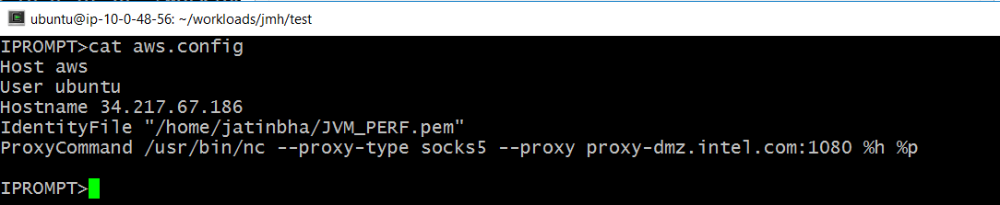 ubuntu@ip-10-0-48-56: ~/workloads/jmh/test
IPROMPT>cat aws.config
Host aws
User ubuntu
Hostname 34.217.67.186
IdentityFile "/home/jatinbha/JVM_PERF.pem"
ProxyCommand /usr/bin/nc --proxy-type socks5 --proxy proxy-dmz.intel.com:1080 %h %p
IPROMPT>